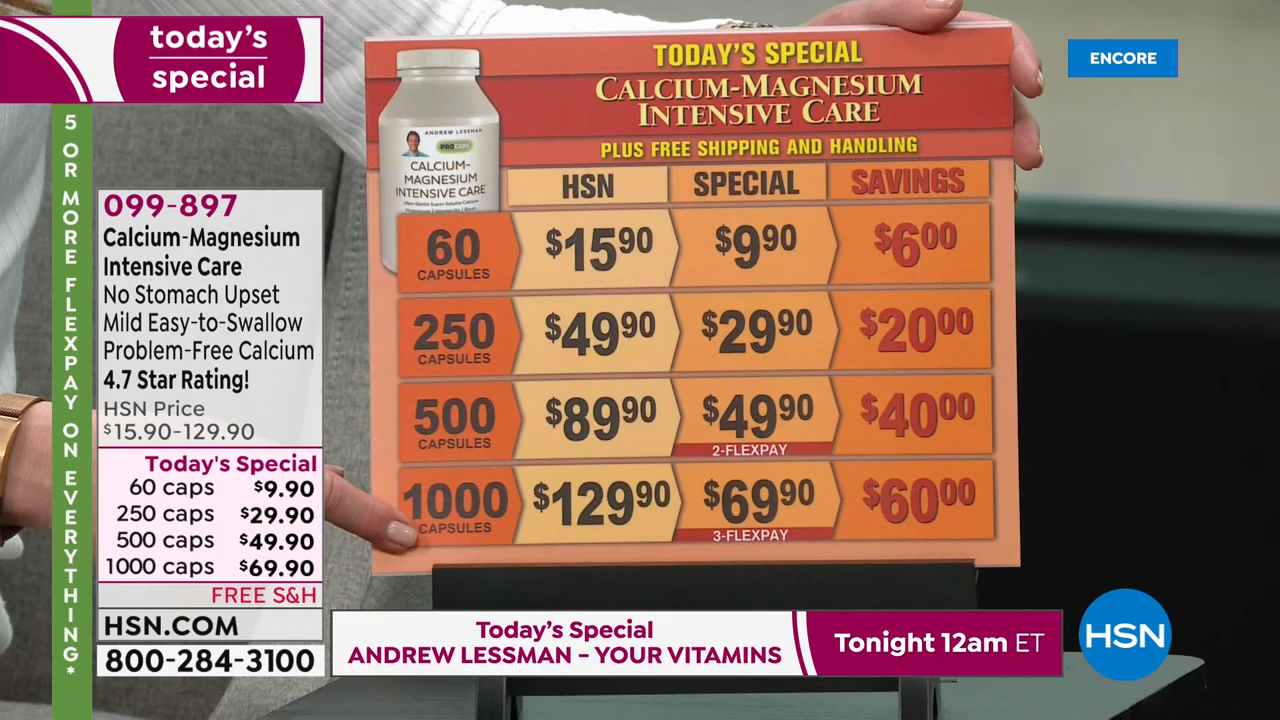 today's
special
5 OR MORE FLEXPAY ON EVERYTHING*
099-897
Calcium-Magnesium
Intensive Care
No Stomach Upset
Mild Easy-to-Swallow
Problem-Free Calcium
4.7 Star Rating!
HSN Price
$15.90-129.90
Today's Special
60 caps $9.90
250 caps $29.90
500 caps $49.90
1000 caps $69.90
FREE S&H
HSN.COM
800-284-3100
ENCORE
TODAY'S SPECIAL
CALCIUM-MAGNESIUM
INTENSIVE CARE
PLUS FREE SHIPPING AND HANDLING
ANDREW LESSMAN
PROCAPS
CALCIUM-
MAGNESIUM
INTENSIVE CARE
HSN SPECIAL SAVINGS
60 CAPSULES $15.90 $9.90 $6.00
250 CAPSULES $49.90 $29.90 $20.00
500 CAPSULES $89.90 $49.90 $40.00
2-FLEXPAY
1000 CAPSULES $129.90 $69.90 $60.00
3-FLEXPAY
Today's Special
ANDREW LESSMAN – YOUR VITAMINS
Tonight 12am ET
HSN